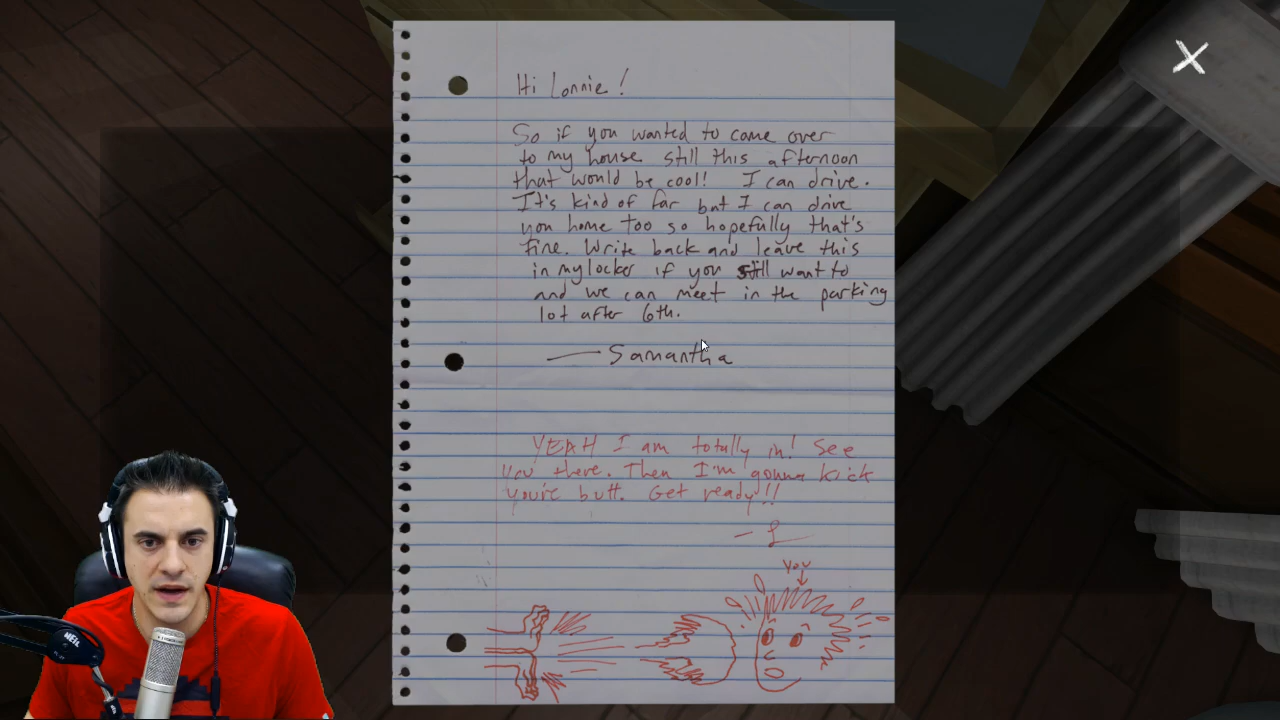 Hi Lonnie!
So if you wanted to come over
to my house still this afternoon
that would be cool! I can drive.
It's kind of far but I can drive
you home too so hopefully that's
fine. Write back and leave this
in my locker if you still want to
and we can meet in the parking
lot after 6th.
— Samantha
YEAH I am totally in! See
you there. Then I'm gonna kick
you're butt. Get ready!!
- L
you